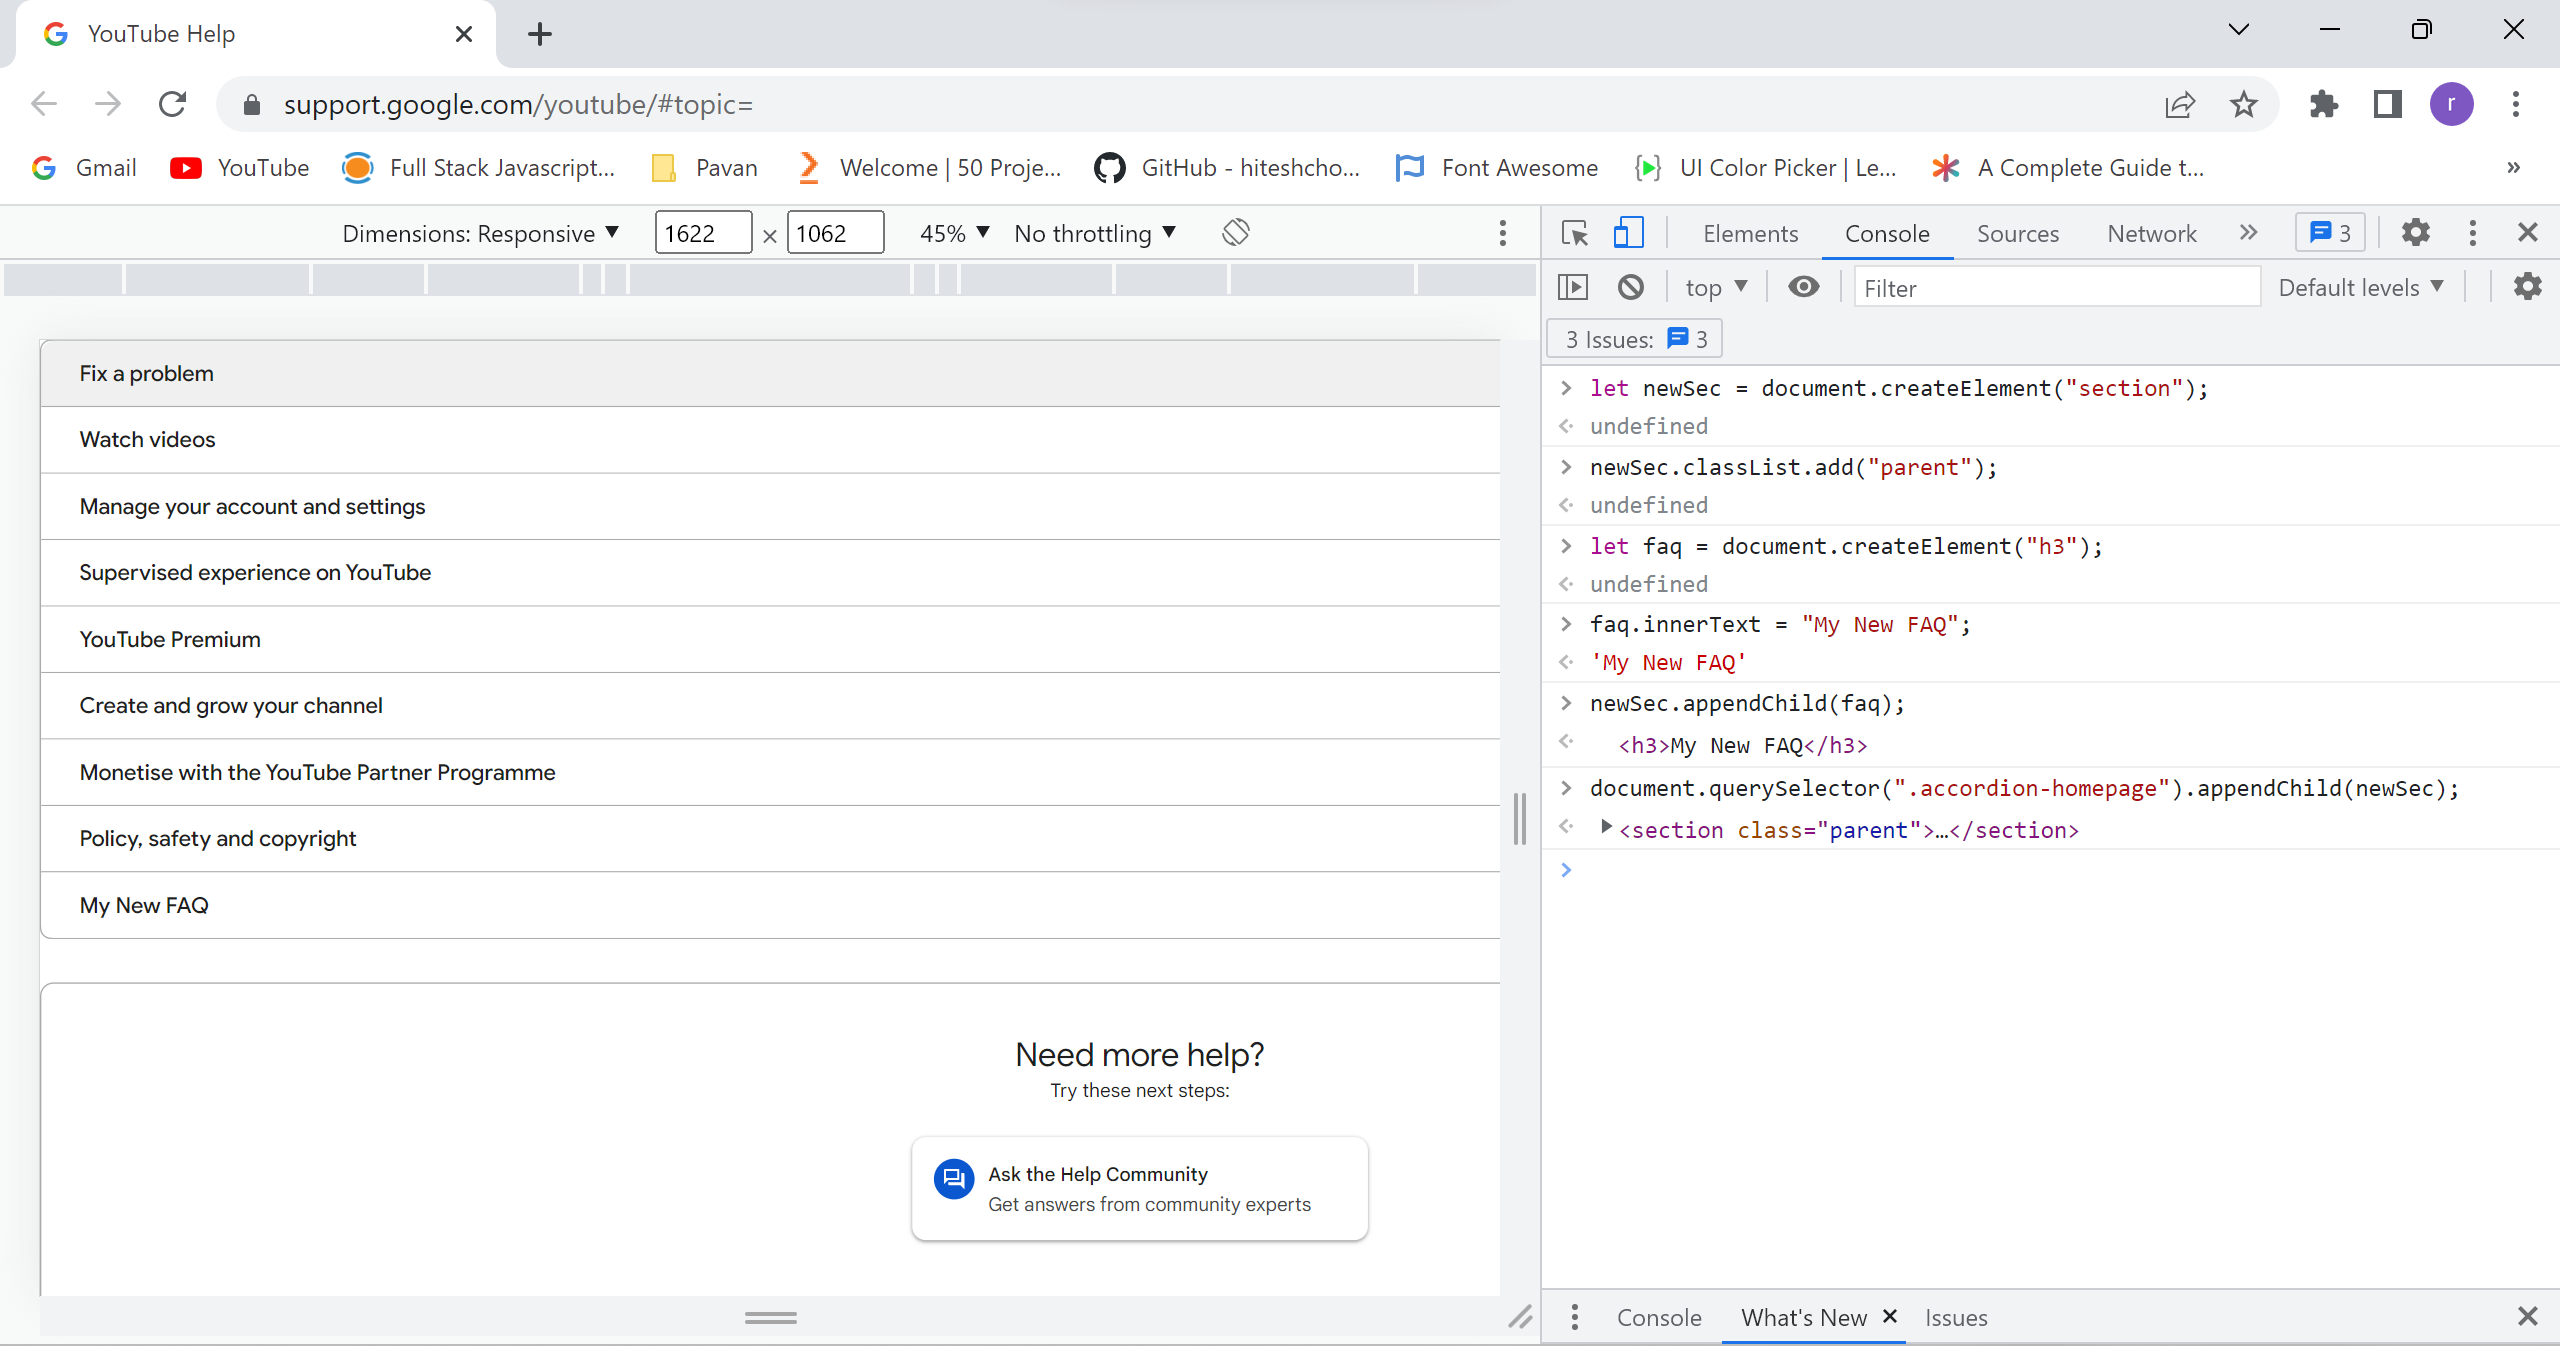 YouTube Help
support.google.com/youtube/#topic=
r
Gmail YouTube Full Stack Javascript... Pavan Welcome | 50 Proje... GitHub - hiteshcho... Font Awesome UI Color Picker | Le... A Complete Guide t... »
Dimensions: Responsive ▼ 1622 × 1062 45% ▼ No throttling ▼
Fix a problem
Watch videos
Manage your account and settings
Supervised experience on YouTube
YouTube Premium
Create and grow your channel
Monetise with the YouTube Partner Programme
Policy, safety and copyright
My New FAQ
Need more help?
Try these next steps:
Ask the Help Community
Get answers from community experts
Elements Console Sources Network » 3
top ▼ Filter Default levels ▼
3 Issues: 3
> let newSec = document.createElement("section");
undefined
> newSec.classList.add("parent");
undefined
> let faq = document.createElement("h3");
undefined
> faq.innerText = "My New FAQ";
'My New FAQ'
> newSec.appendChild(faq);
<h3>My New FAQ</h3>
> document.querySelector(".accordion-homepage").appendChild(newSec);
<section class="parent">…</section>
>
Console What's New Issues